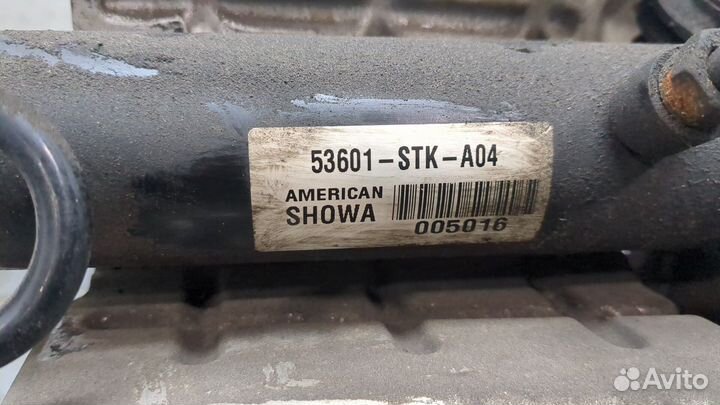 53601-STK-A04
AMERICAN
SHOWA
005016
Avito